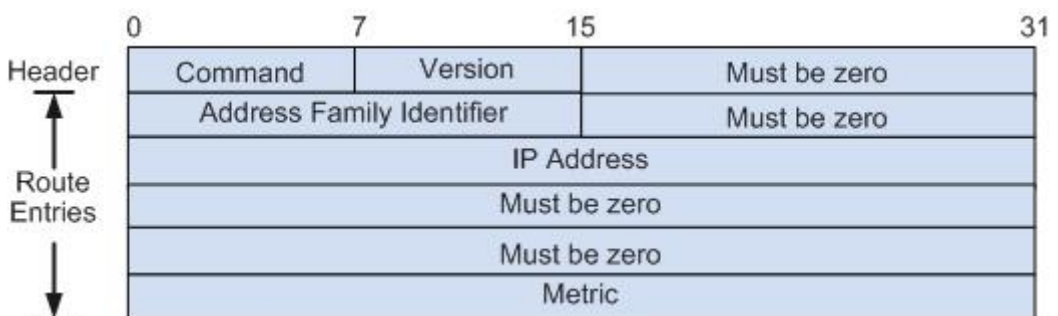 0 7 15 31
Header Command Version Must be zero
Address Family Identifier Must be zero
IP Address
Route
Entries
Must be zero
Must be zero
Metric